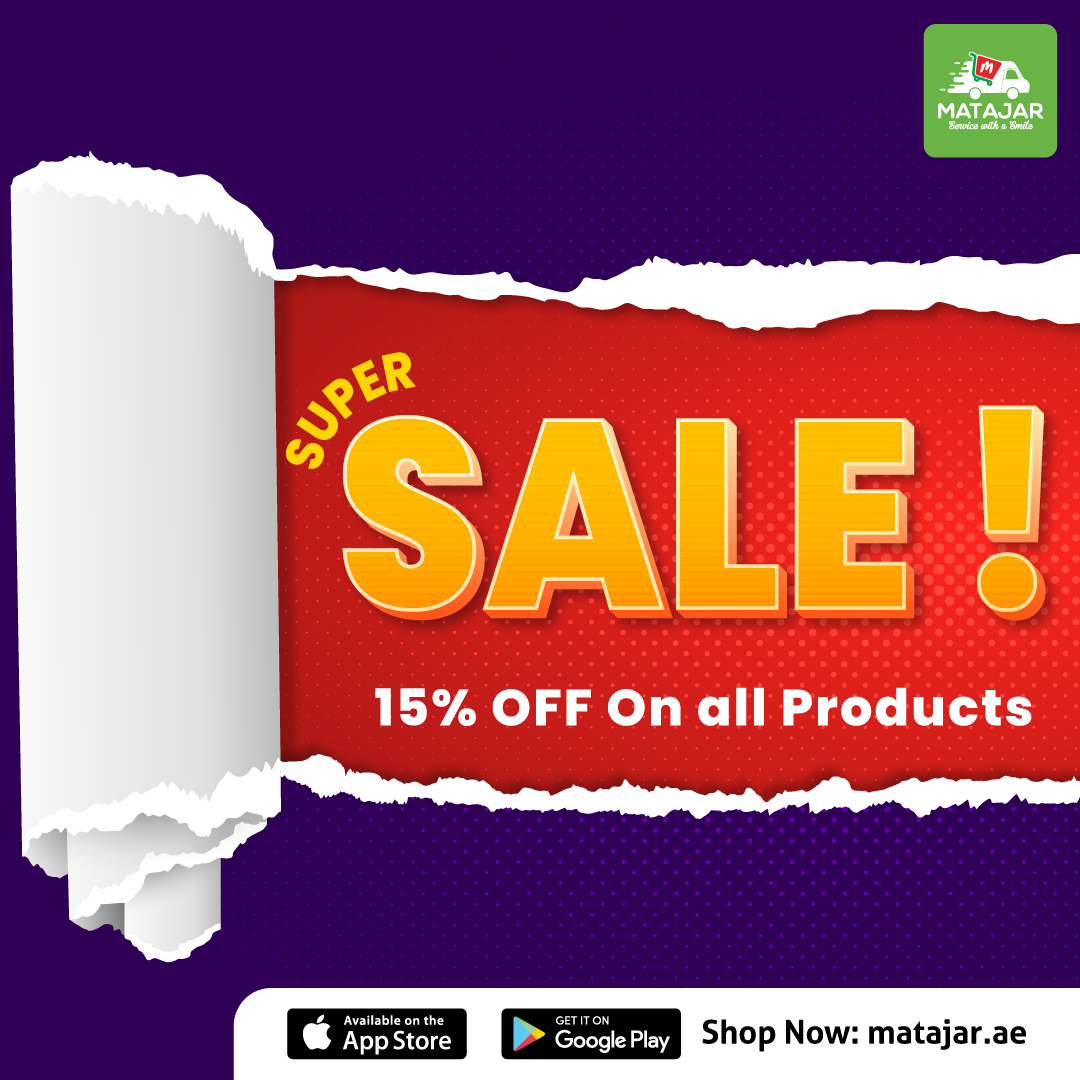 M
MATAJAR
Service with a Smile
SUPER
SALE!
15% OFF On all Products
Available on the
App Store
GET IT ON
Google Play
Shop Now: matajar.ae